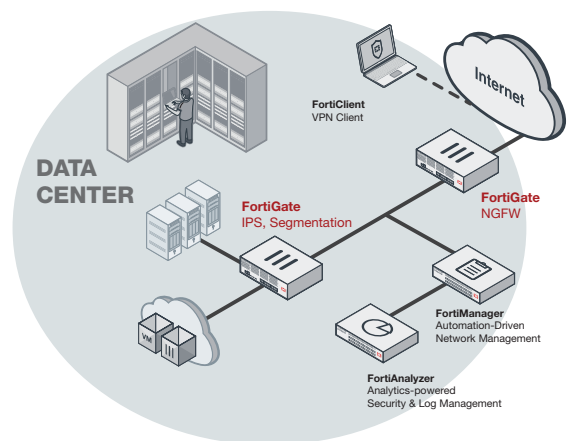 Internet
FortiClient
VPN Client
DATA
CENTER
FortiGate
NGFW
FortiGate
IPS, Segmentation
VM
FortiManager
Automation-Driven
Network Management
FortiAnalyzer
Analytics-powered
Security & Log Management